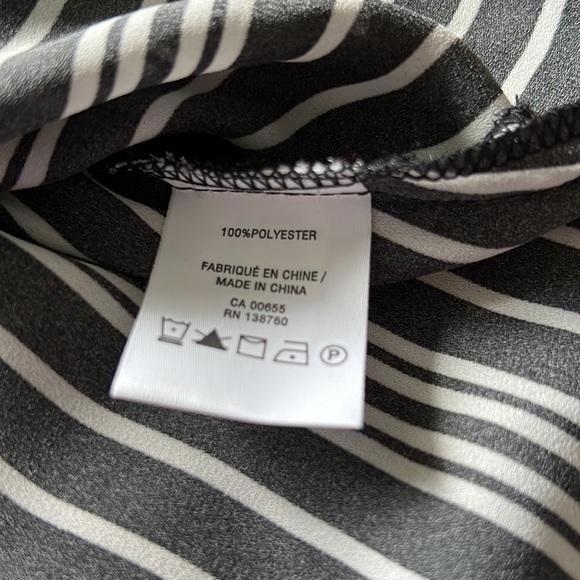 100%POLYESTER
FABRIQUÉ EN CHINE /
MADE IN CHINA
CA 00655
RN 138760
P